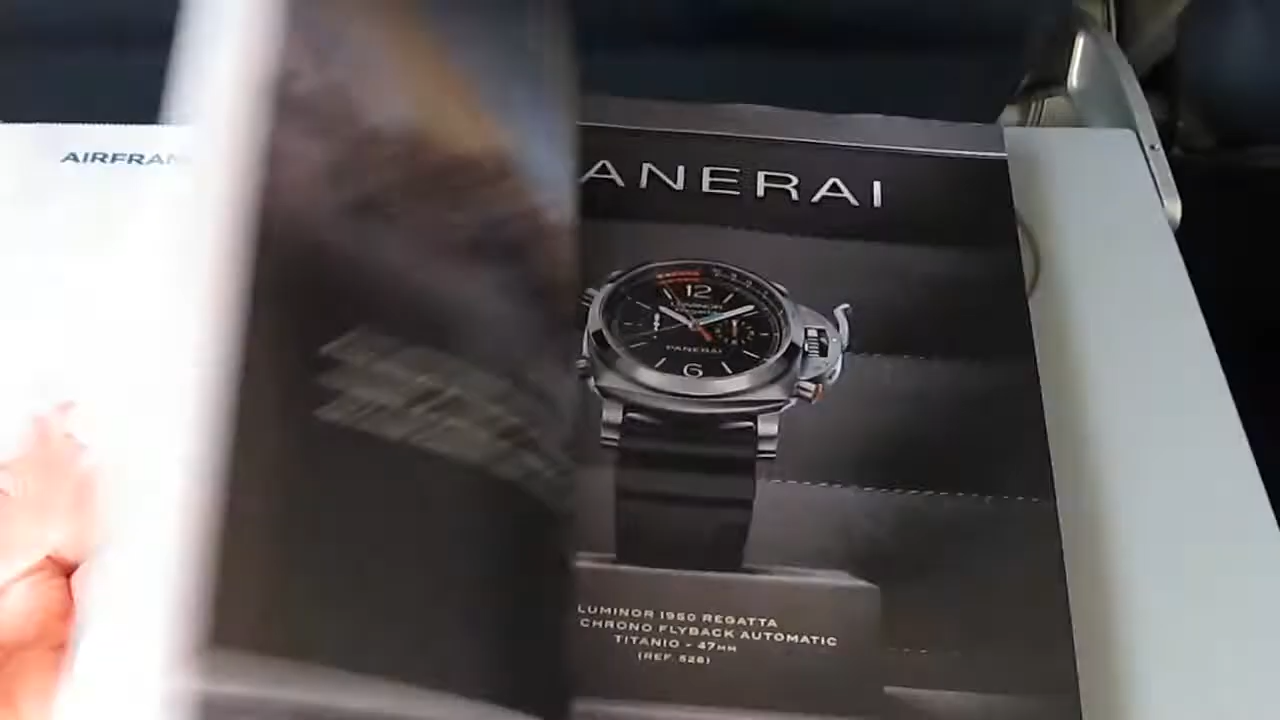 AIRFRAN
ANERAI
12
LUMINOR
PANERAI
6
LUMINOR 1950 REGATTA
CHRONO FLYBACK AUTOMATIC
TITANIO - 47MM
(REF. 526)